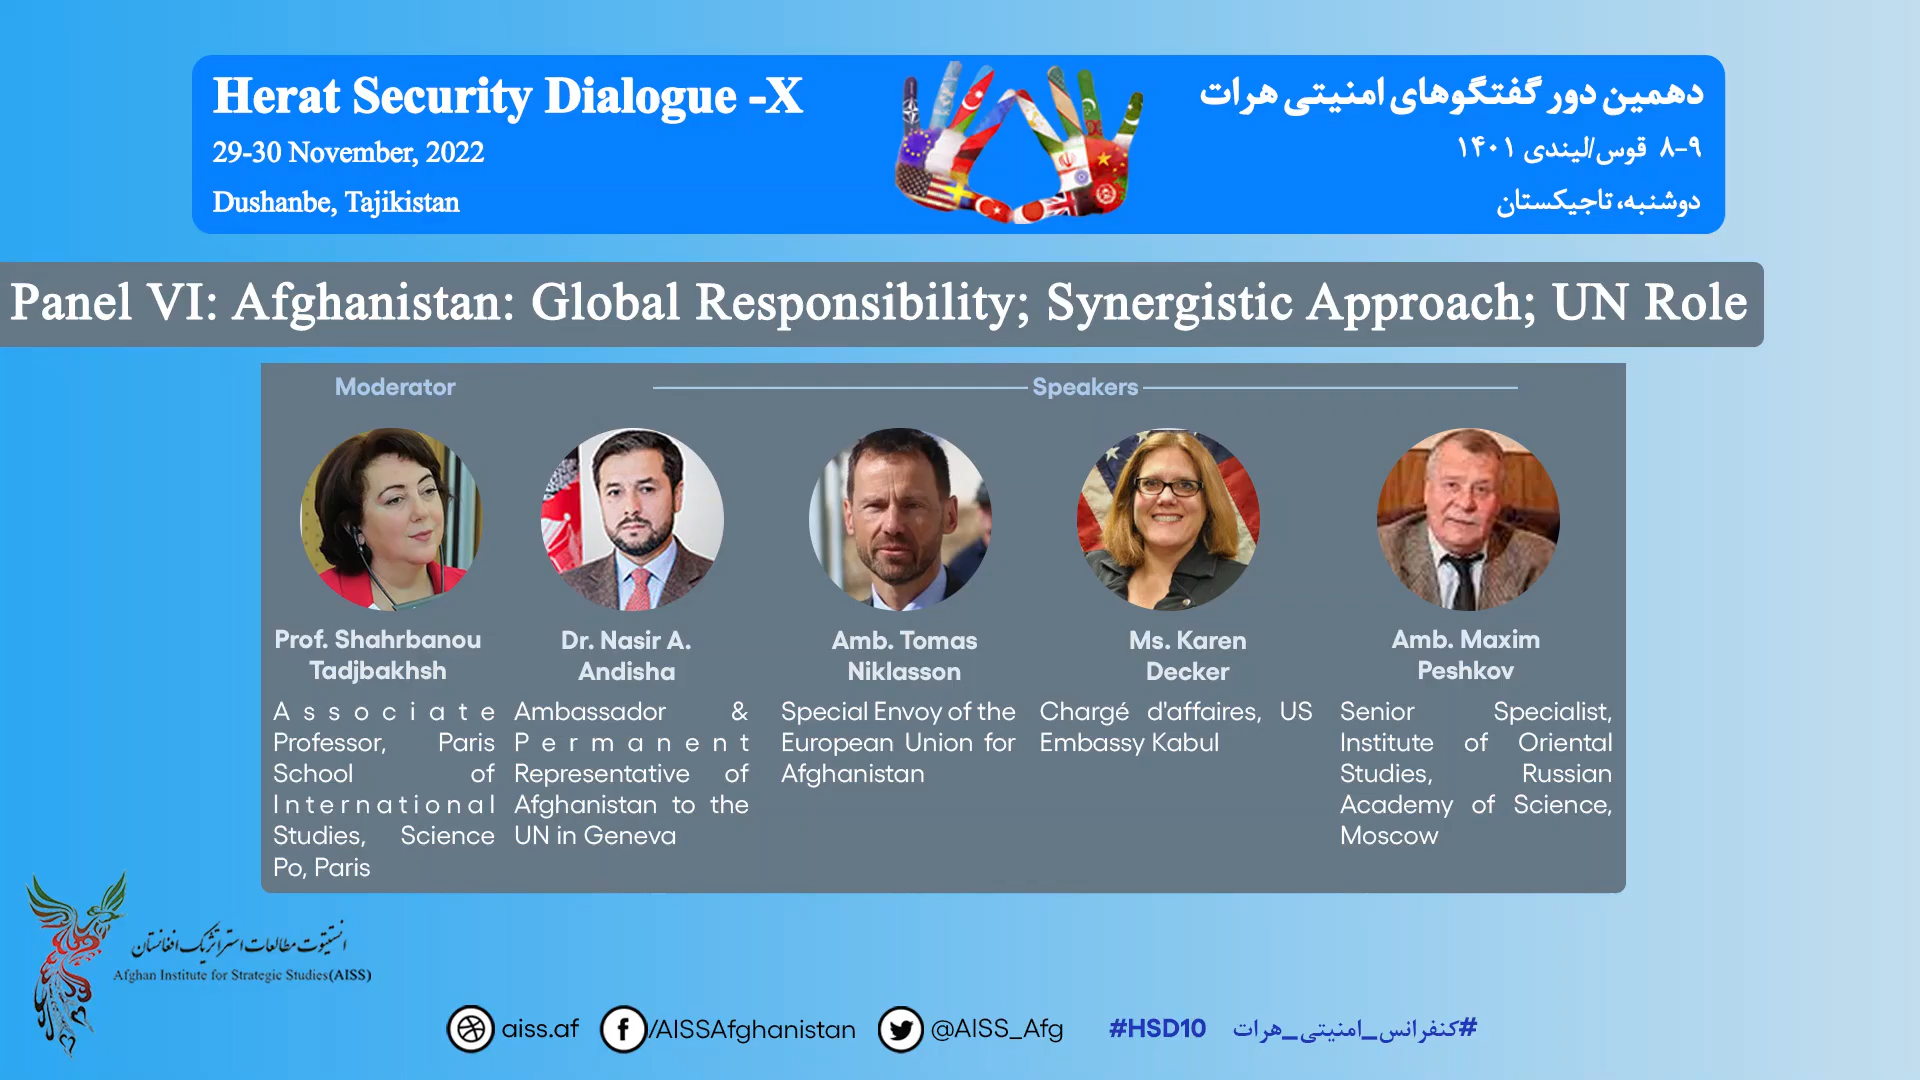 Herat Security Dialogue -X
29-30 November, 2022
Dushanbe, Tajikistan
دهمین دور گفتگوهای امنیتی هرات
۸-۹ قوس/لیندی ۱۴۰۱
دوشنبه، تاجیکستان
Panel VI: Afghanistan: Global Responsibility; Synergistic Approach; UN Role
Moderator
Speakers
Prof. Shahrbanou
Tadjbakhsh
Associate
Professor, Paris
School of
International
Studies, Science
Po, Paris
Dr. Nasir A.
Andisha
Ambassador &
Permanent
Representative of
Afghanistan to the
UN in Geneva
Amb. Tomas
Niklasson
Special Envoy of the
European Union for
Afghanistan
Ms. Karen
Decker
Chargé d'affaires, US
Embassy Kabul
Amb. Maxim
Peshkov
Senior Specialist,
Institute of Oriental
Studies, Russian
Academy of Science,
Moscow
انستیتوت مطالعات استراتژیک افغانستان
Afghan Institute for Strategic Studies(AISS)
aiss.af
/AISSAfghanistan
@AISS_Afg
#HSD10
#کنفرانس_امنیتی_هرات